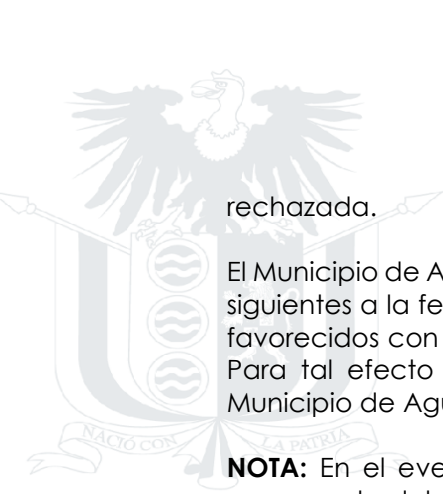 rechazada.
El Municipio de A
siguientes a la fe
favorecidos con
Para tal efecto
Municipio de Agu
NACIÓ CON LA PATRIA
NOTA: En el eve